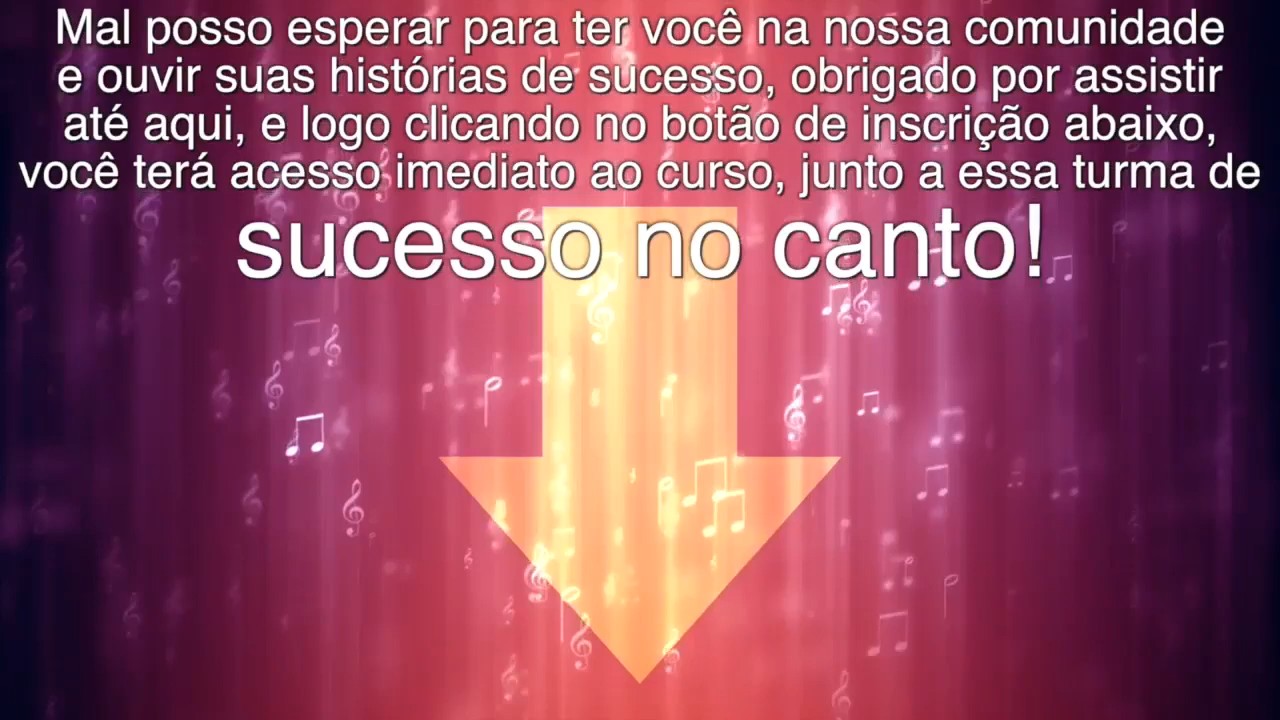 Mal posso esperar para ter você na nossa comunidade
e ouvir suas histórias de sucesso, obrigado por assistir
até aqui, e logo clicando no botão de inscrição abaixo,
você terá acesso imediato ao curso, junto a essa turma de
sucesso no canto!